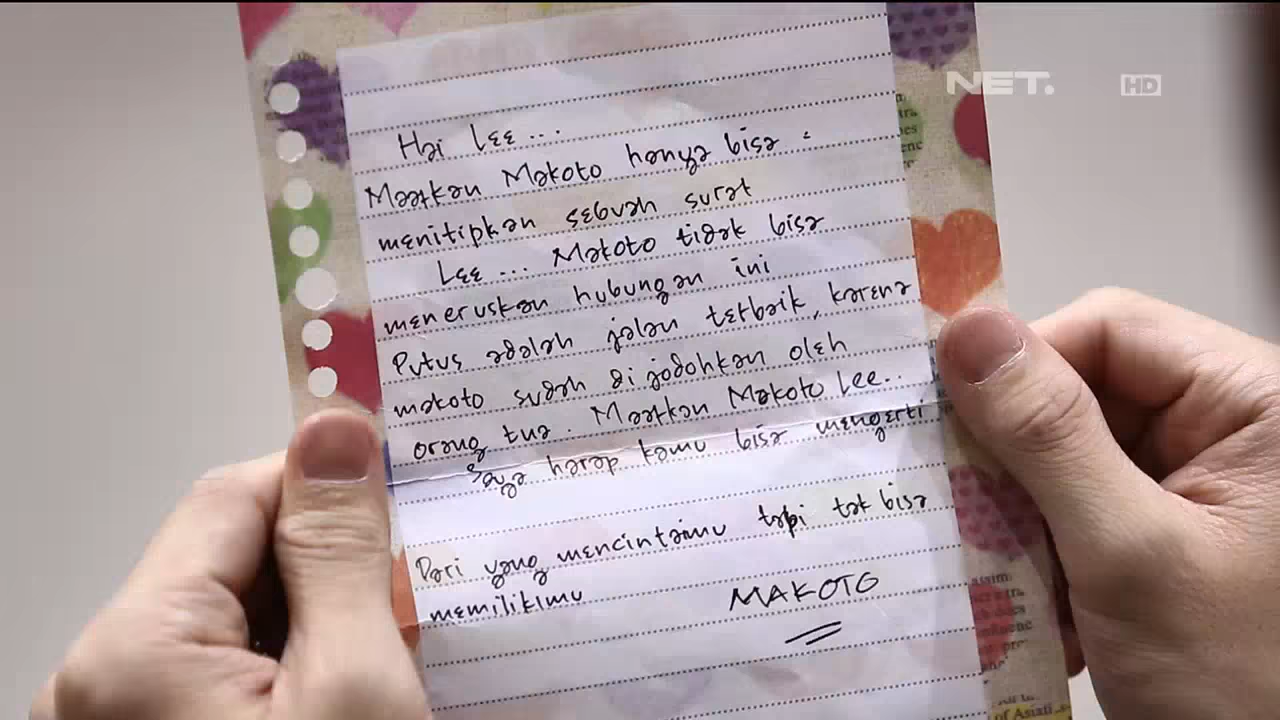 NET.
HD
Hai Lee ...
Maafkan Makoto hanya bisa
menitipkan sebuah surat
Lee ... Makoto tidak bisa
meneruskan hubungan ini
Putus adalah jalan terbaik, karena
makoto sudah di jodohkan oleh
orang tua. Maafkan Makoto Lee..
Saya harap kamu bisa mengerti
Dari yang mencintaimu tapi tak bisa
memilikimu
MAKOTO
of Asiati